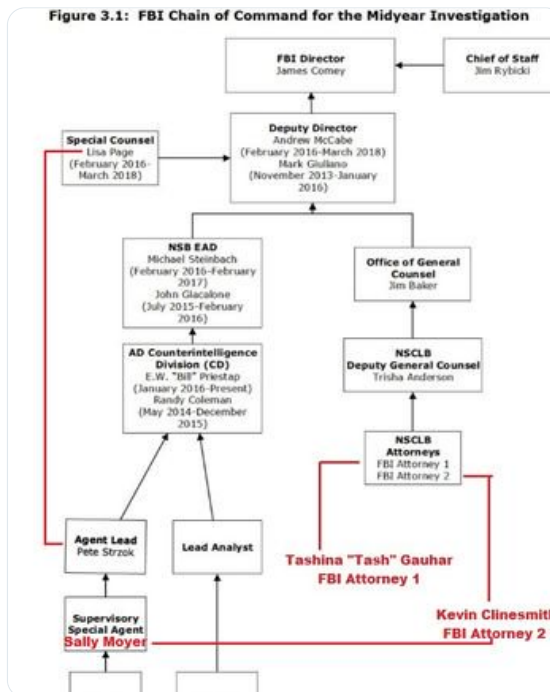 Figure 3.1: FBI Chain of Command for the Midyear Investigation
FBI Director
James Comey
Chief of Staff
Jim Rybicki
Deputy Director
Andrew McCabe
(February 2016-March 2018)
Mark Giuliano
(November 2013-January
2016)
Special Counsel
Lisa Page
(February 2016-
March 2018)
NSB EAD
Michael Steinbach
(February 2016-February
2017)
John Giacalone
(July 2015-February
2016)
Office of General
Counsel
Jim Baker
AD Counterintelligence
Division (CD)
E.W. "Bill" Priestap
(January 2016-Present)
Randy Coleman
(May 2014-December
2015)
NSCLB
Deputy General Counsel
Trisha Anderson
NSCLB
Attorneys
FBI Attorney 1
FBI Attorney 2
Agent Lead
Pete Strzok
Lead Analyst
Tashina "Tash" Gauhar
FBI Attorney 1
Supervisory
Special Agent
Sally Moyer
Kevin Clinesmith
FBI Attorney 2